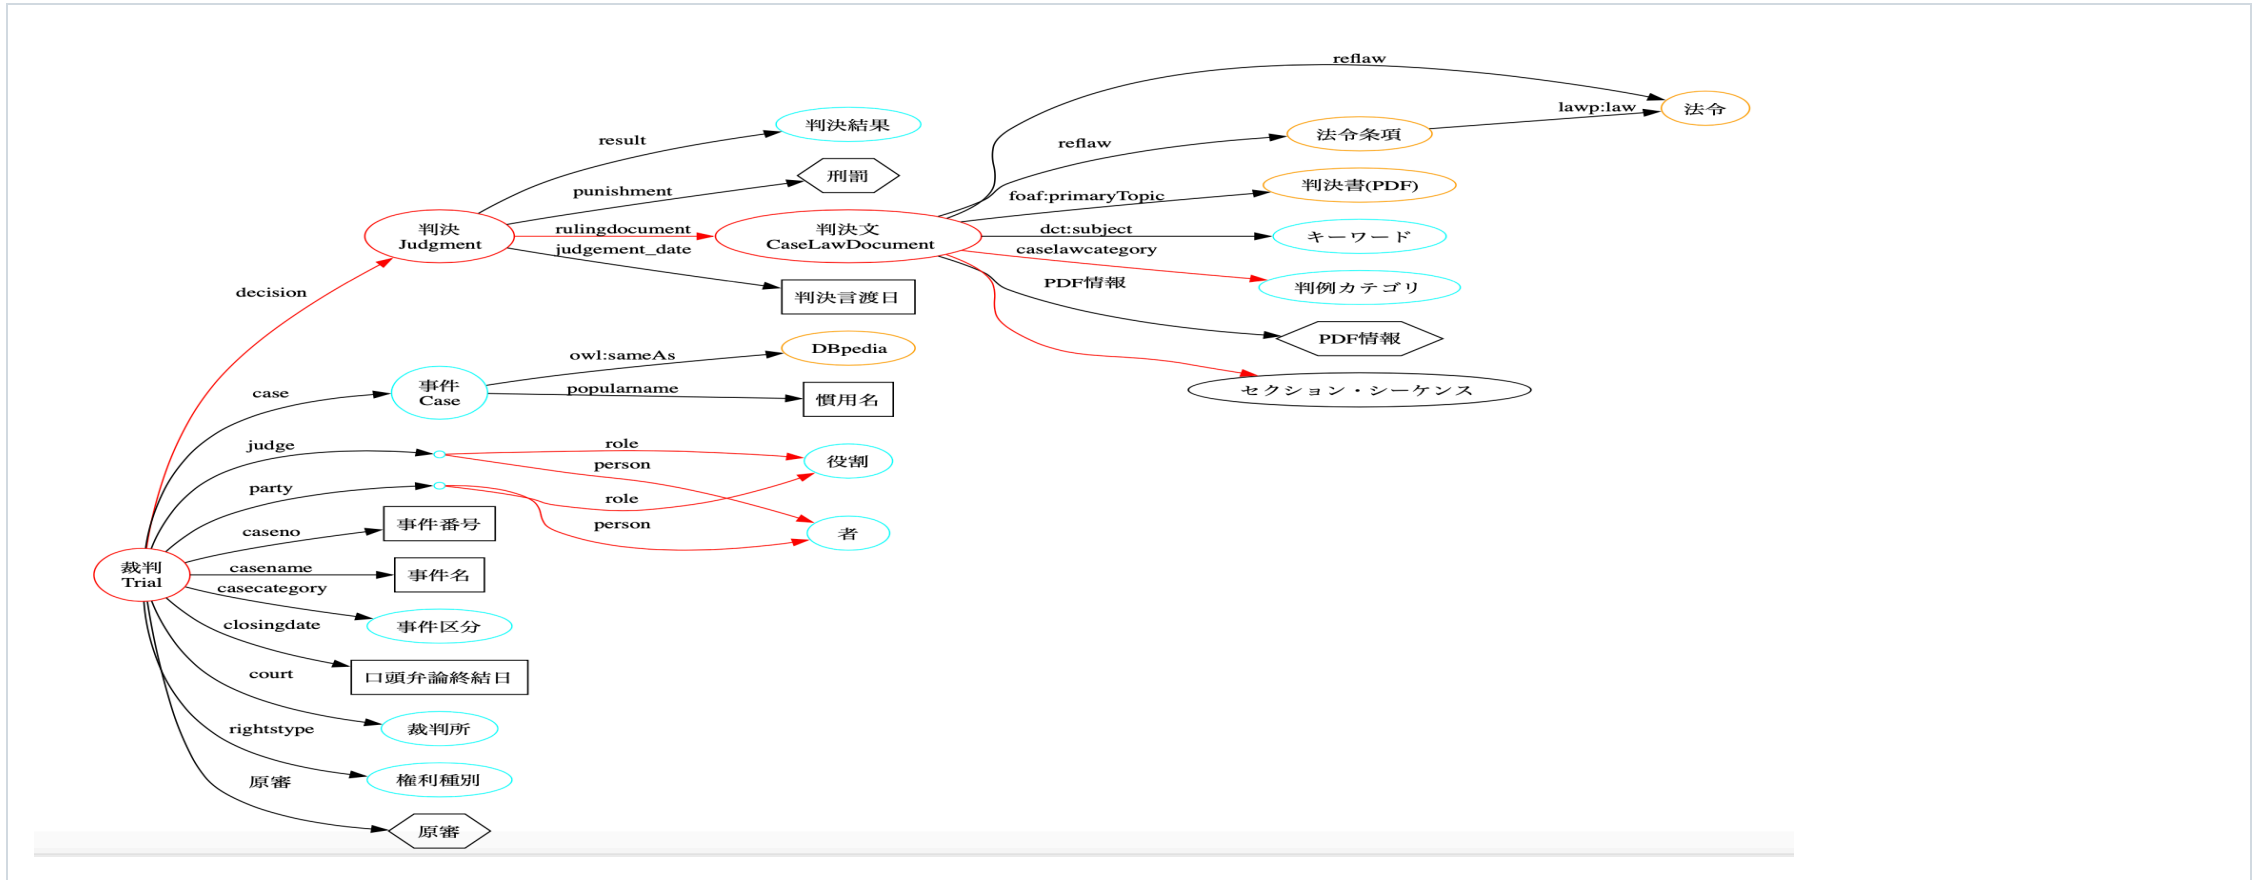 reflaw
lawp:law
法令
result
判決結果
reflaw
法令条項
punishment
刑罰
foaf:primaryTopic
判決書(PDF)
判決
Judgment
rulingdocument
判決文
CaseLawDocument
dct:subject
キーワード
judgement_date
caselawcategory
判決言渡日
PDF情報
判例カテゴリ
decision
PDF情報
owl:sameAs
DBpedia
セクション・シーケンス
case
事件
Case
popularname
慣用名
judge
role
person
役割
party
role
person
者
caseno
事件番号
裁判
Trial
casename
事件名
casecategory
事件区分
closingdate
口頭弁論終結日
court
裁判所
rightstype
権利種別
原審
原審